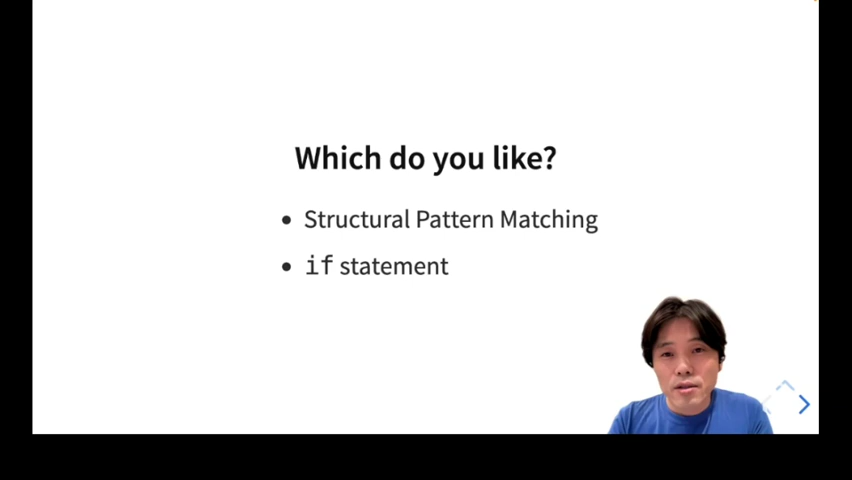 Which do you like?
• Structural Pattern Matching
• if statement